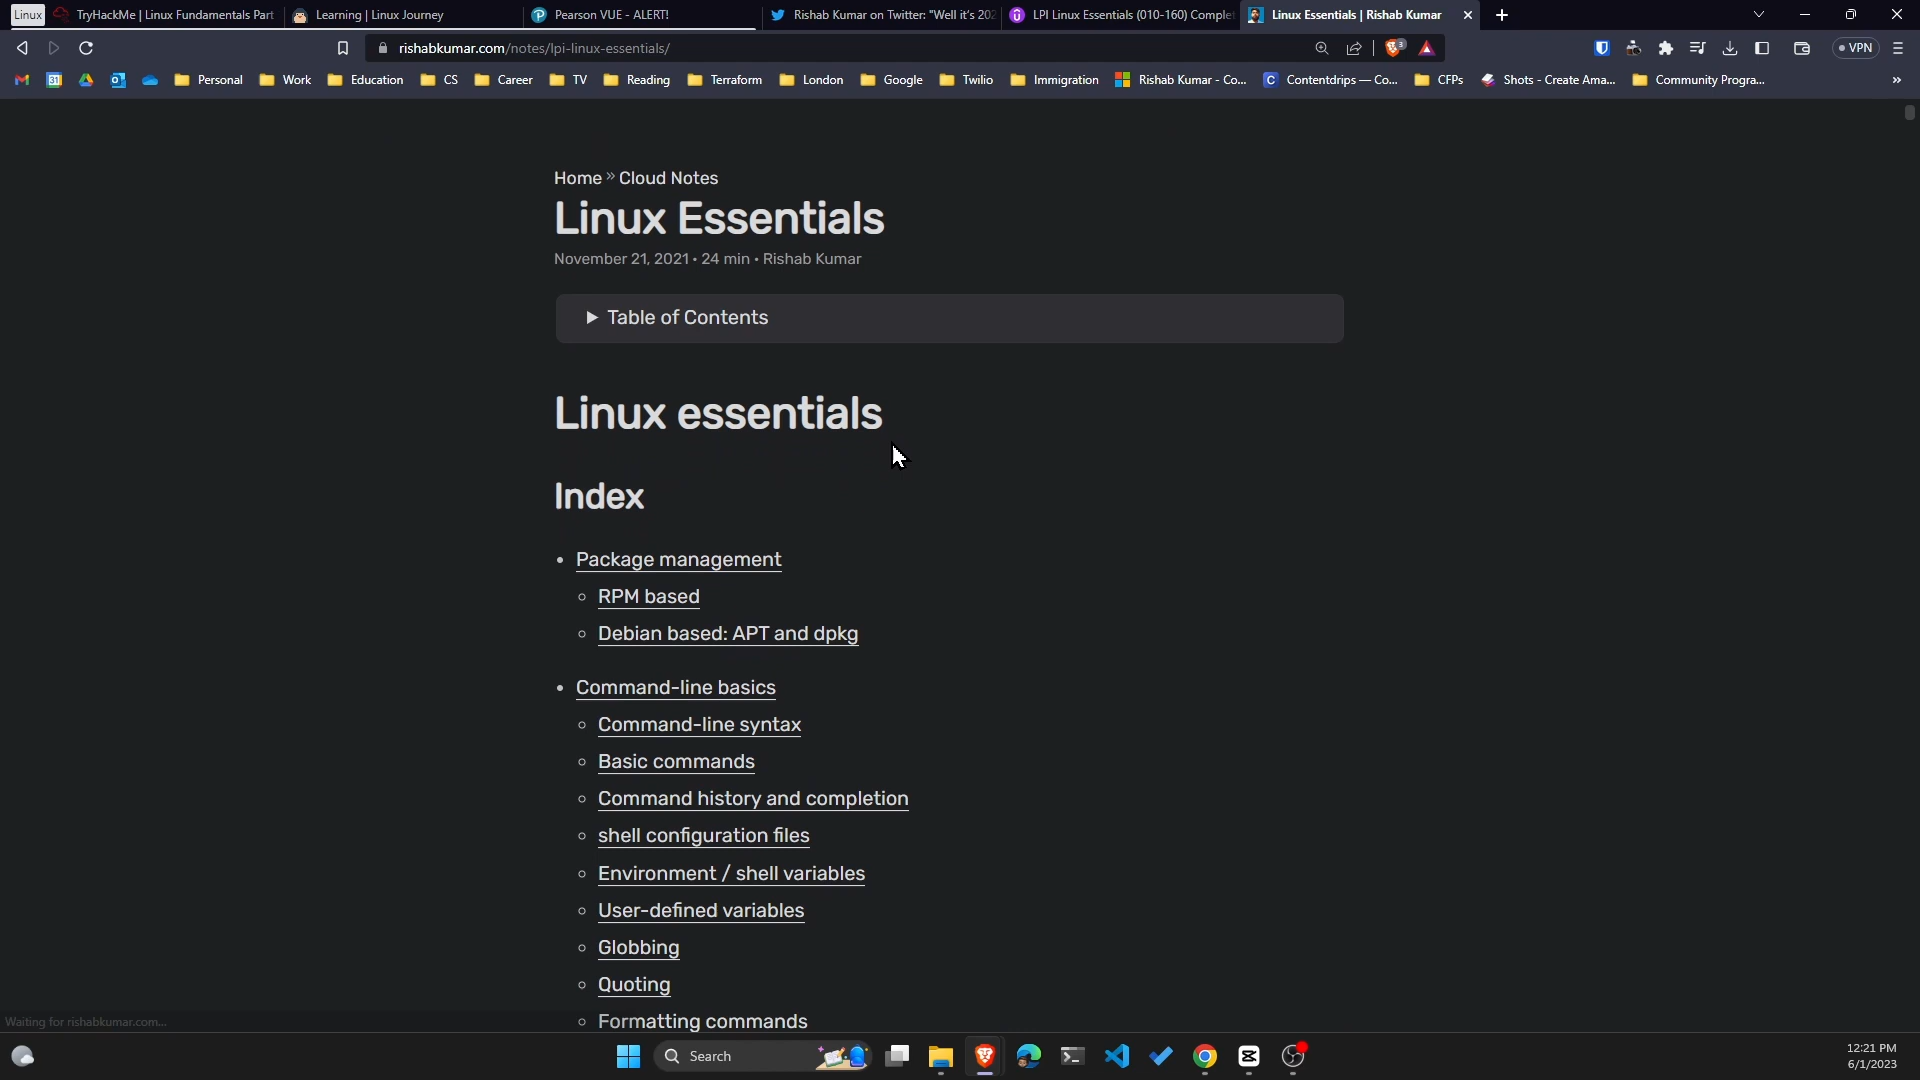 Linux
TryHackMe | Linux Fundamentals Part
Learning | Linux Journey
Pearson VUE - ALERT!
Rishab Kumar on Twitter: "Well it's 202
LPI Linux Essentials (010-160) Complet
Linux Essentials | Rishab Kumar
rishabkumar.com/notes/lpi-linux-essentials/
3
VPN
31
Personal
Work
Education
CS
Career
TV
Reading
Terraform
London
Google
Twilio
Immigration
Rishab Kumar - Co...
Contentdrips — Co...
CFPs
Shots - Create Ama...
Community Progra...
»
Home » Cloud Notes
Linux Essentials
November 21, 2021 • 24 min • Rishab Kumar
Table of Contents
Linux essentials
Index
Package management
RPM based
Debian based: APT and dpkg
Command-line basics
Command-line syntax
Basic commands
Command history and completion
shell configuration files
Environment / shell variables
User-defined variables
Globbing
Quoting
Formatting commands
Waiting for rishabkumar.com...
Search
12:21 PM
6/1/2023